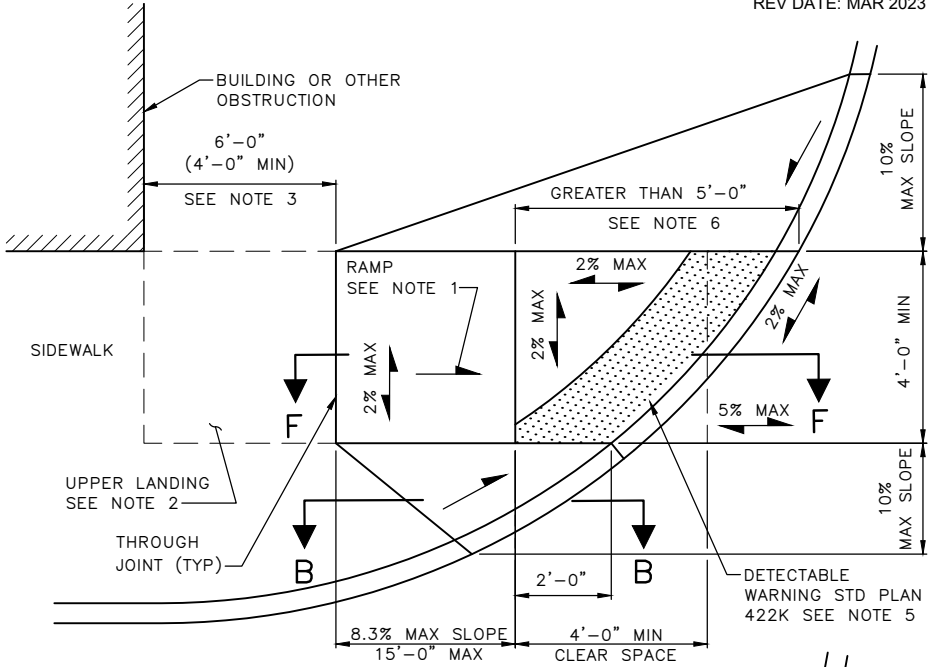 REV DATE: MAR 2023
BUILDING OR OTHER
OBSTRUCTION
6'-0"
(4'-0" MIN)
SEE NOTE 3
10%
MAX SLOPE
GREATER THAN 5'-0"
SEE NOTE 6
RAMP
SEE NOTE 1
2% MAX
2% MAX
2% MAX
2% MAX
4'-0" MIN
SIDEWALK
F
F
5% MAX
UPPER LANDING
SEE NOTE 2
10%
MAX SLOPE
THROUGH
JOINT (TYP)
B
B
2'-0"
DETECTABLE
WARNING STD PLAN
422K SEE NOTE 5
8.3% MAX SLOPE
15'-0" MAX
4'-0" MIN
CLEAR SPACE